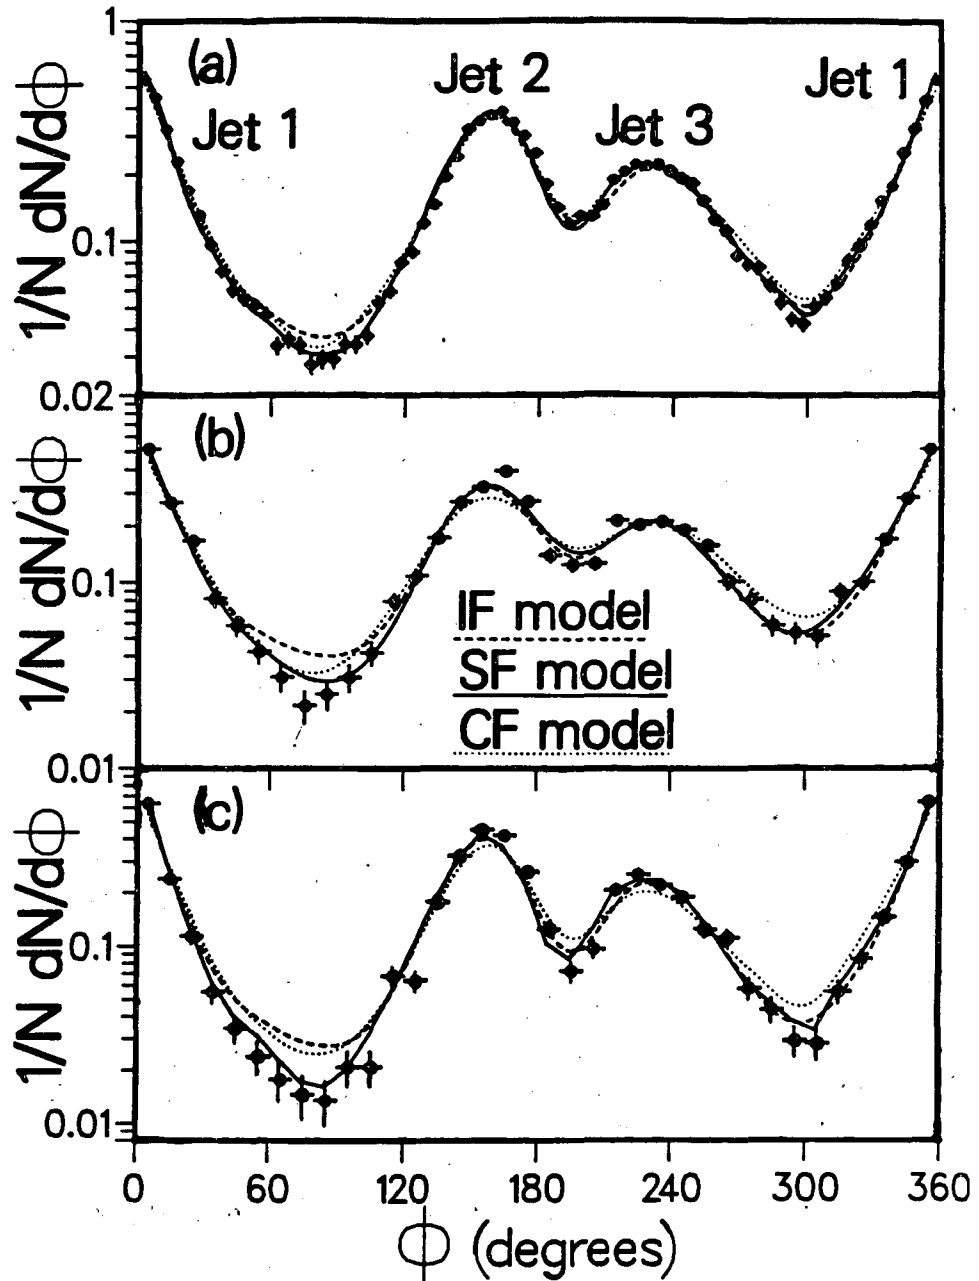 1
(a)
Jet 2
Jet 1
Jet 1
Jet 3
1/N dN/dϕ
0.1
0.02
(b)
1/N dN/dϕ
0.1
IF model
SF model
CF model
0.01
(c)
1/N dN/dϕ
0.1
0.01
0 60 120 180 240 300 360
ϕ (degrees)